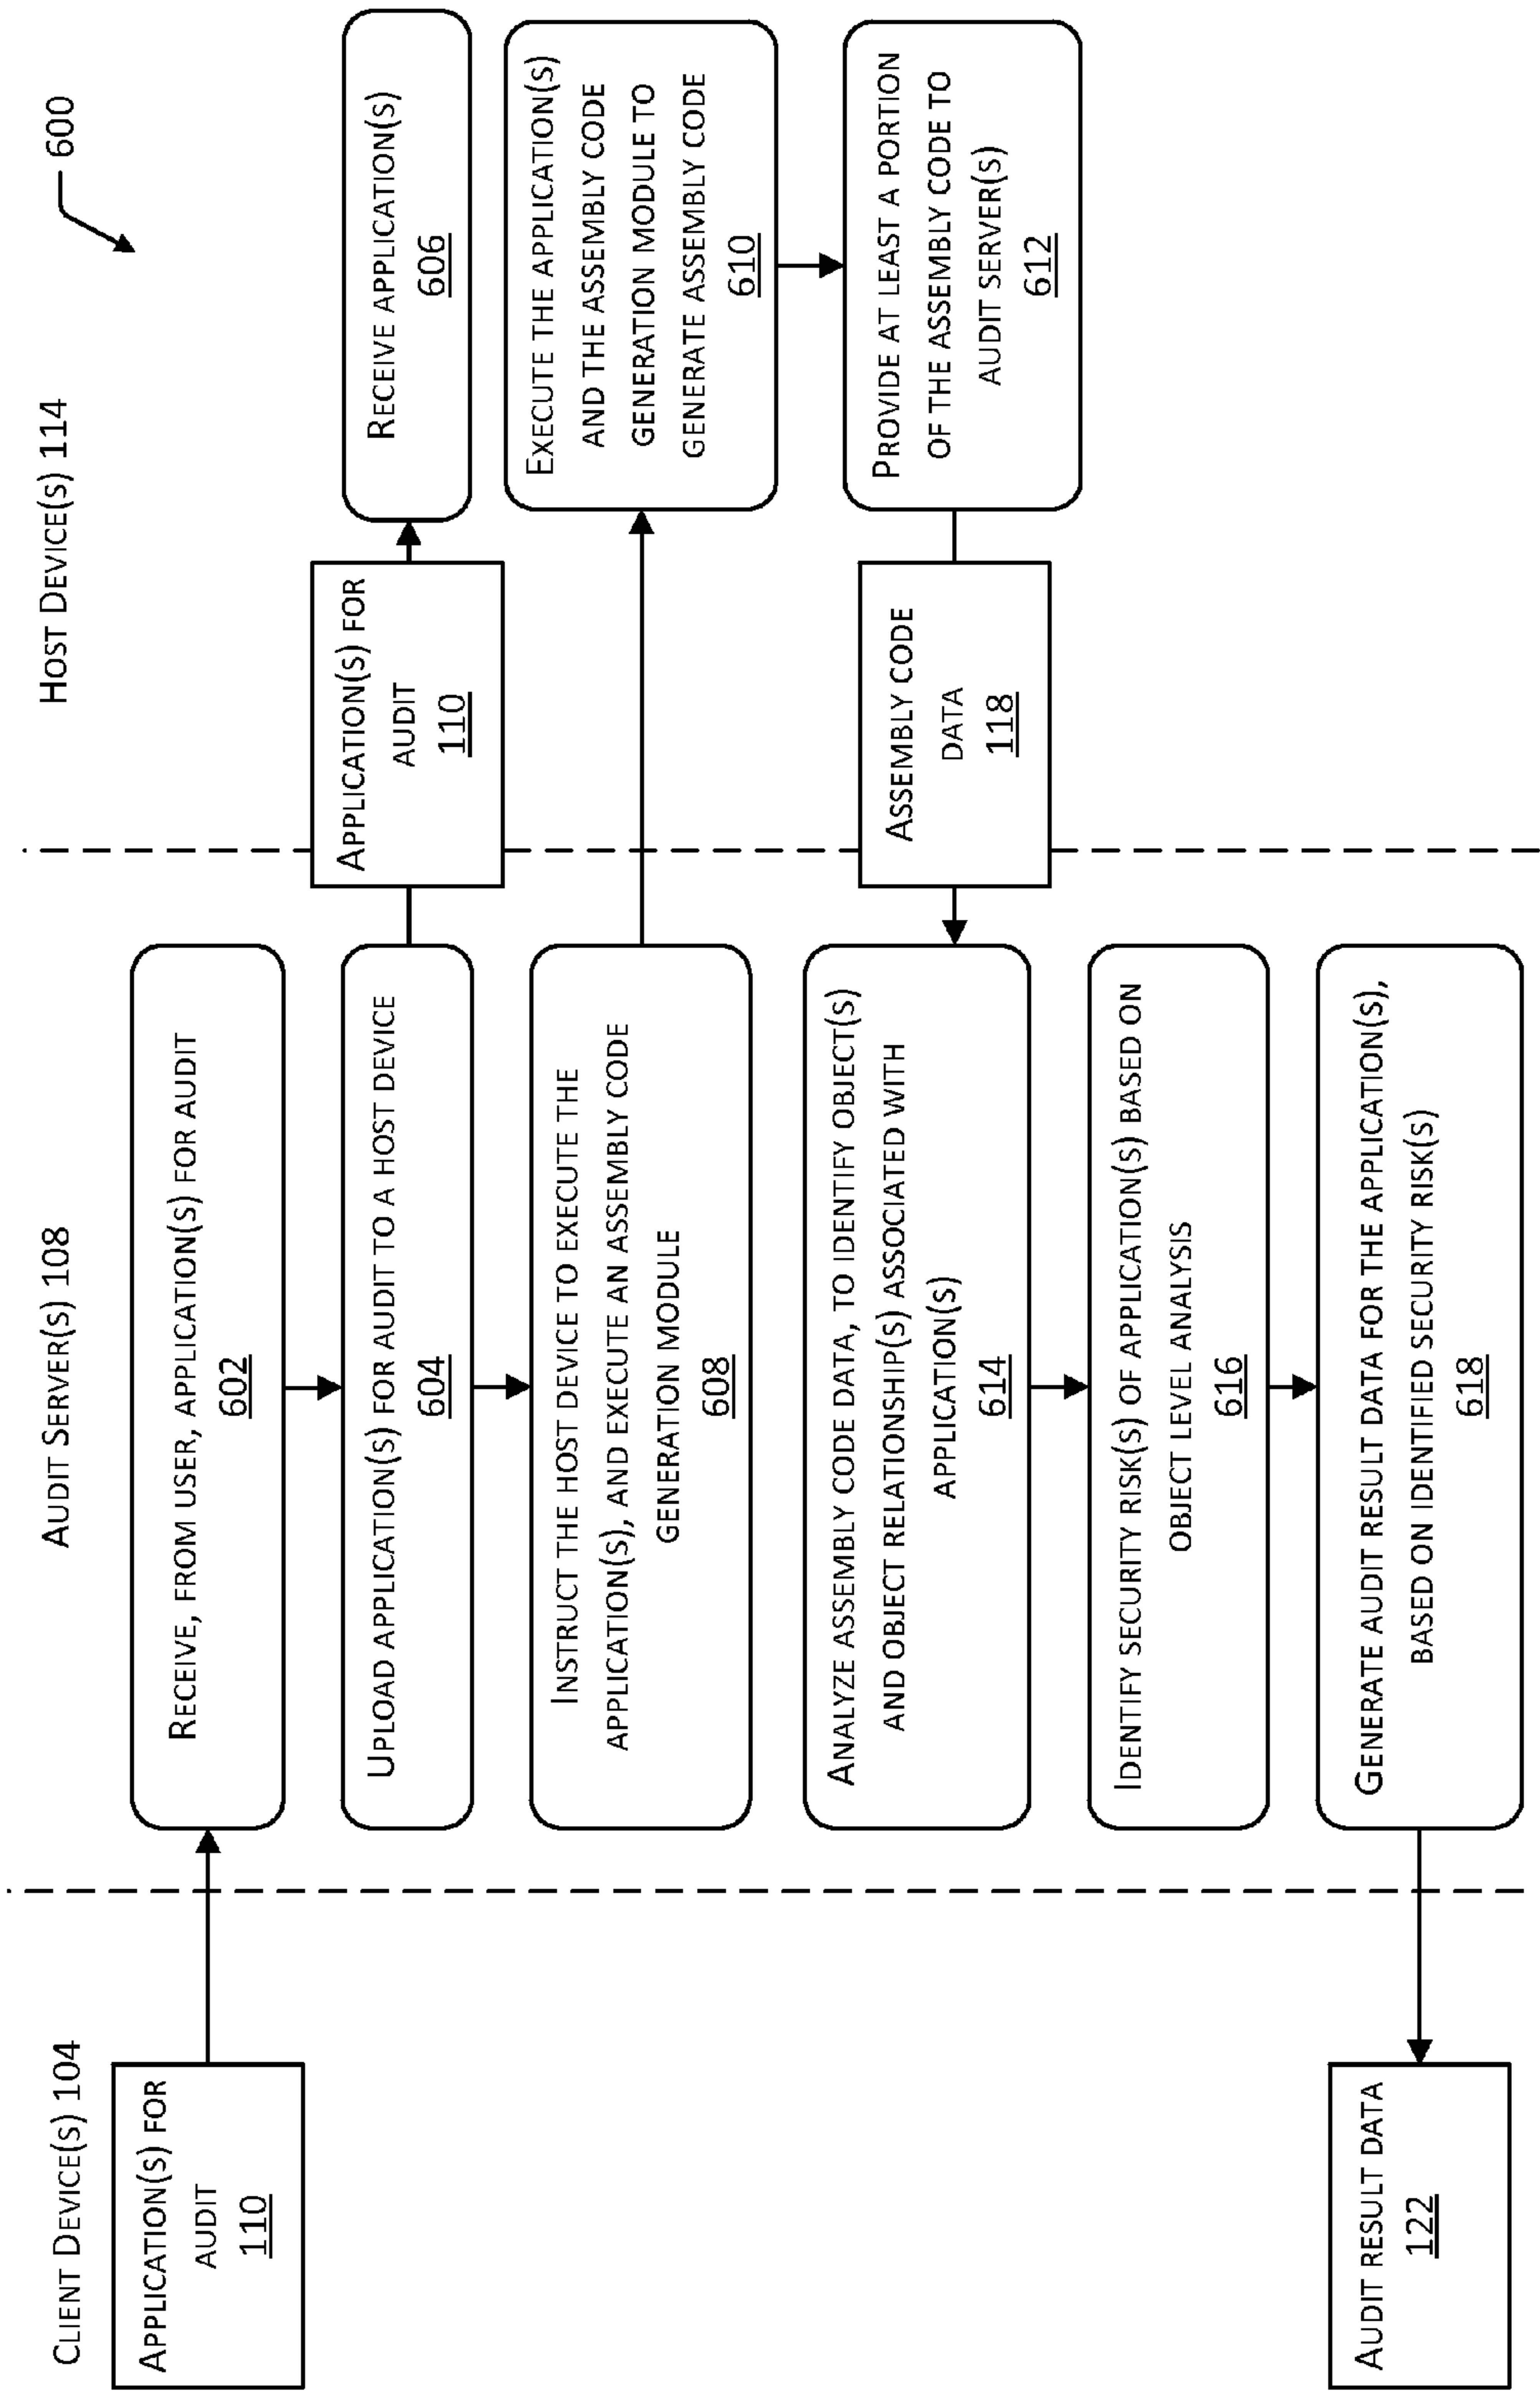 600
Client Device(s) 104
Audit Server(s) 108
Host Device(s) 114
Application(s) for
audit
110
Receive, from user, application(s) for audit
602
Upload application(s) for audit to a host device
604
Application(s) for
audit
110
Receive application(s)
606
Instruct the host device to execute the
application(s), and execute an assembly code
generation module
608
Execute the application(s)
and the assembly code
generation module to
generate assembly code
610
Provide at least a portion
of the assembly code to
audit server(s)
612
Assembly code
data
118
Analyze assembly code data, to identify object(s)
and object relationship(s) associated with
application(s)
614
Identify security risk(s) of application(s) based on
object level analysis
616
Generate audit result data for the application(s),
based on identified security risk(s)
618
Audit result data
122